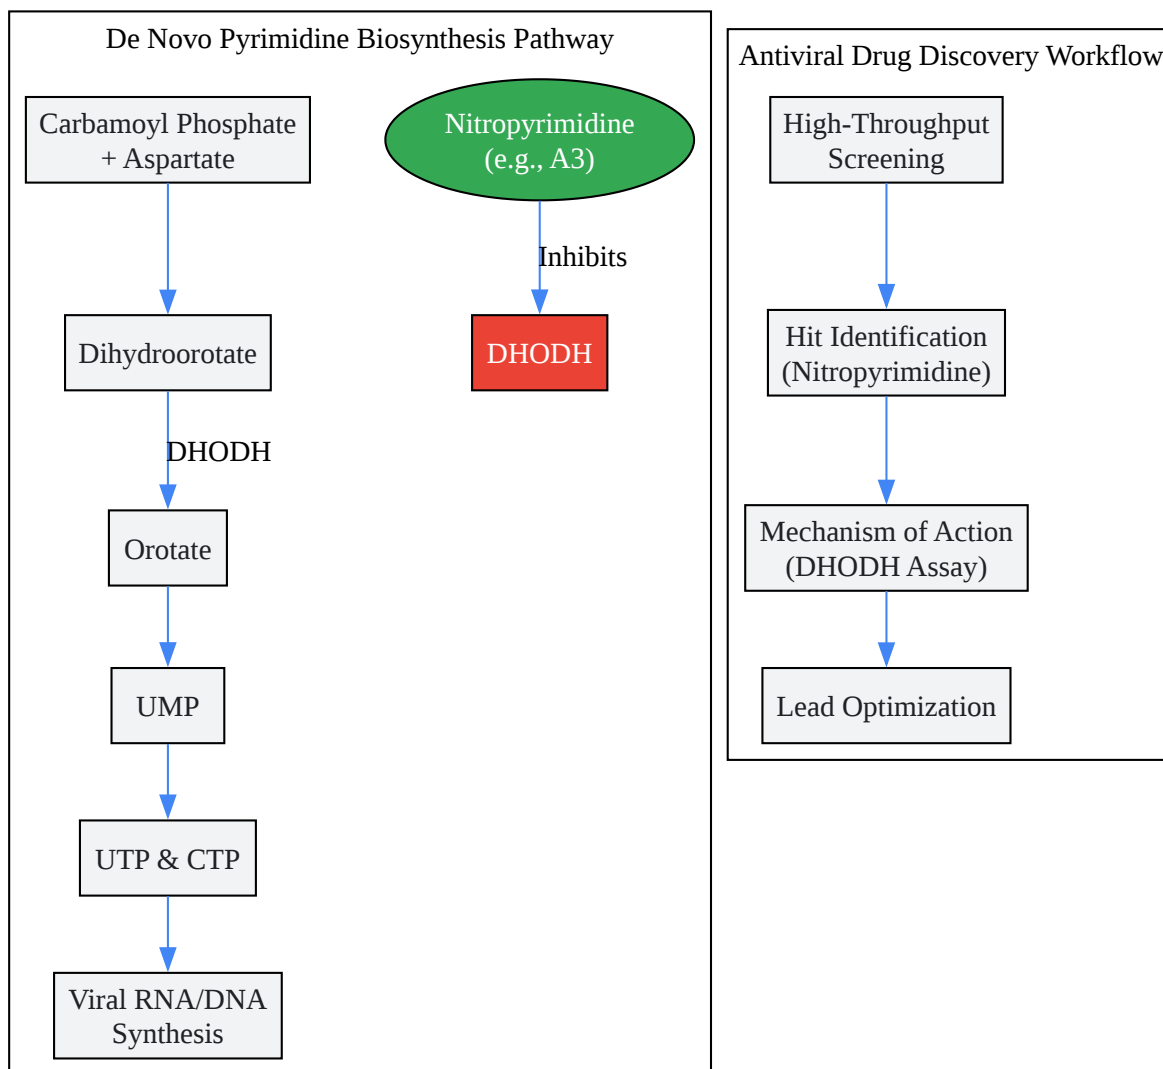 De Novo Pyrimidine Biosynthesis Pathway
Carbamoyl Phosphate
+ Aspartate
Dihydroorotate
DHODH
Orotate
UMP
UTP & CTP
Viral RNA/DNA
Synthesis
Nitropyrimidine
(e.g., A3)
Inhibits
DHODH
Antiviral Drug Discovery Workflow
High-Throughput
Screening
Hit Identification
(Nitropyrimidine)
Mechanism of Action
(DHODH Assay)
Lead Optimization